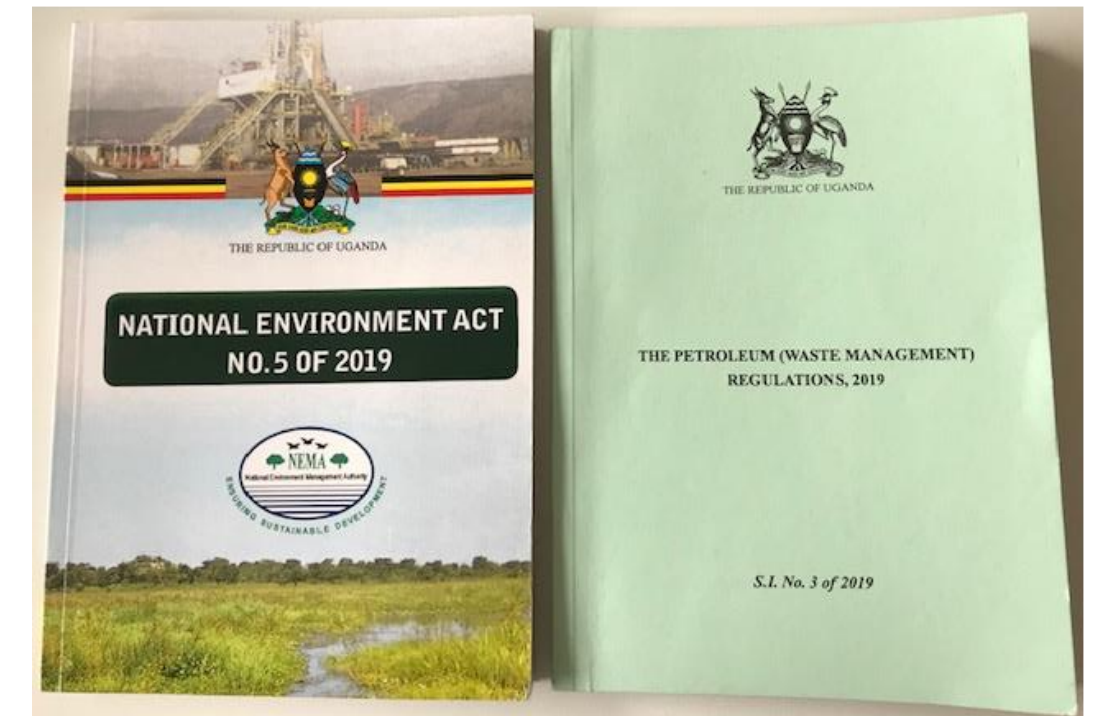 THE REPUBLIC OF UGANDA
NATIONAL ENVIRONMENT ACT
NO.5 OF 2019
NEMA
National Environment Management Authority
ENSURING SUSTAINABLE DEVELOPMENT
THE REPUBLIC OF UGANDA
THE PETROLEUM (WASTE MANAGEMENT)
REGULATIONS, 2019
S.I. No. 3 of 2019